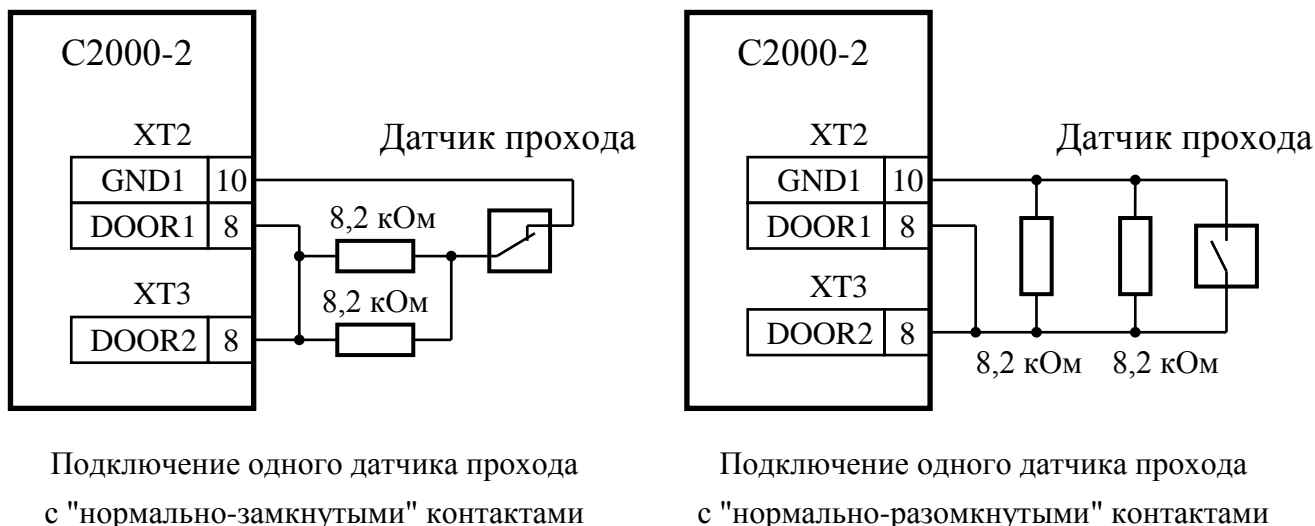 С2000-2
XT2
Датчик прохода
GND1 10
8,2 кОм
DOOR1 8
XT3
8,2 кОм
DOOR2 8
Подключение одного датчика прохода
с "нормально-замкнутыми" контактами
С2000-2
XT2
Датчик прохода
GND1 10
DOOR1 8
XT3
DOOR2 8
8,2 кОм 8,2 кОм
Подключение одного датчика прохода
с "нормально-разомкнутыми" контактами